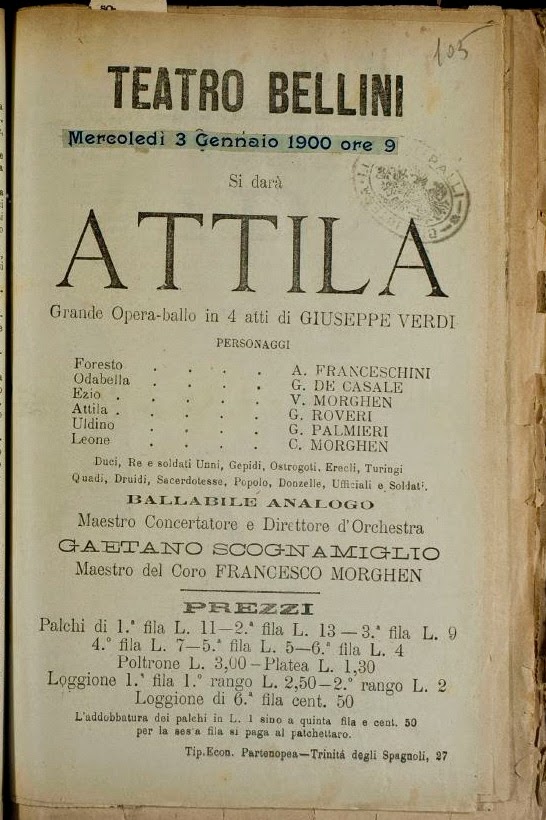 105
TEATRO BELLINI
Mercoledì 3 Gennaio 1900 ore 9
Si darà
ATTILA
Grande Opera-ballo in 4 atti di GIUSEPPE VERDI
PERSONAGGI
Foresto . . . . A. FRANCESCHINI
Odabella . . . . G. DE CASALE
Ezio . . . . . V. MORGHEN
Attila . . . . . G. ROVERI
Uldino . . . . G. PALMIERI
Leone . . . . C. MORGHEN
Duci, Re e soldati Unni, Gepidi, Ostrogoti, Eruli, Turingi
Quadi, Druidi, Sacerdotesse, Popolo, Donzelle, Ufficiali e Soldati.
BALLABILE ANALOGO
Maestro Concertatore e Direttore d'Orchestra
GAETANO SCOGNAMIGLIO
Maestro del Coro FRANCESCO MORGHEN
PREZZI
Palchi di 1.ª fila L. 11—2.ª fila L. 13—3.ª fila L. 9
4.ª fila L. 7—5.ª fila L. 5—6.ª fila L. 4
Poltrone L. 3,00—Platea L. 1,30
Loggione 1.ª fila 1.º rango L. 2,50—2.º rango L. 2
Loggione di 6.ª fila cent. 50
L'addobbatura dei palchi in L. 1 sino a quinta fila e cent. 50
per la sesta fila si paga al palchettaro.
Tip. Econ. Partenopea—Trinitá degli Spagnoli, 27